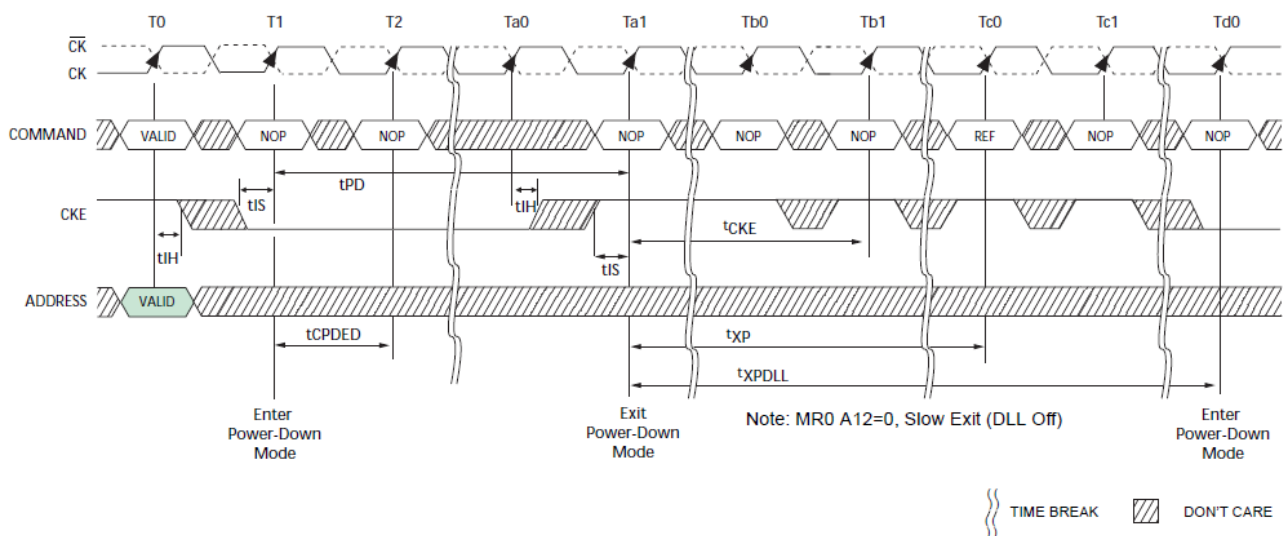 T0 T1 T2 Ta0 Ta1 Tb0 Tb1 Tc0 Tc1 Td0
CK
CK
COMMAND VALID NOP NOP NOP NOP NOP REF NOP NOP
tPD
tIS tIH
CKE
tCKE
tIH tIS
ADDRESS VALID
tCPDED tXP
tXPDLL
Enter Power-Down Mode
Exit Power-Down Mode
Note: MR0 A12=0, Slow Exit (DLL Off)
Enter Power-Down Mode
TIME BREAK DON'T CARE